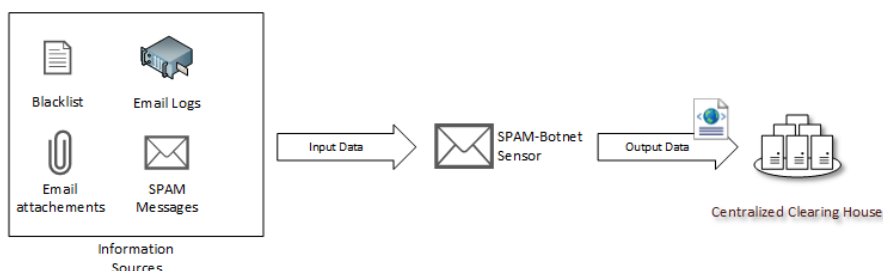 Blacklist
Email Logs
Email
attachements
SPAM
Messages
Information
Sources
Input Data
SPAM-Botnet
Sensor
Output Data
Centralized Clearing House